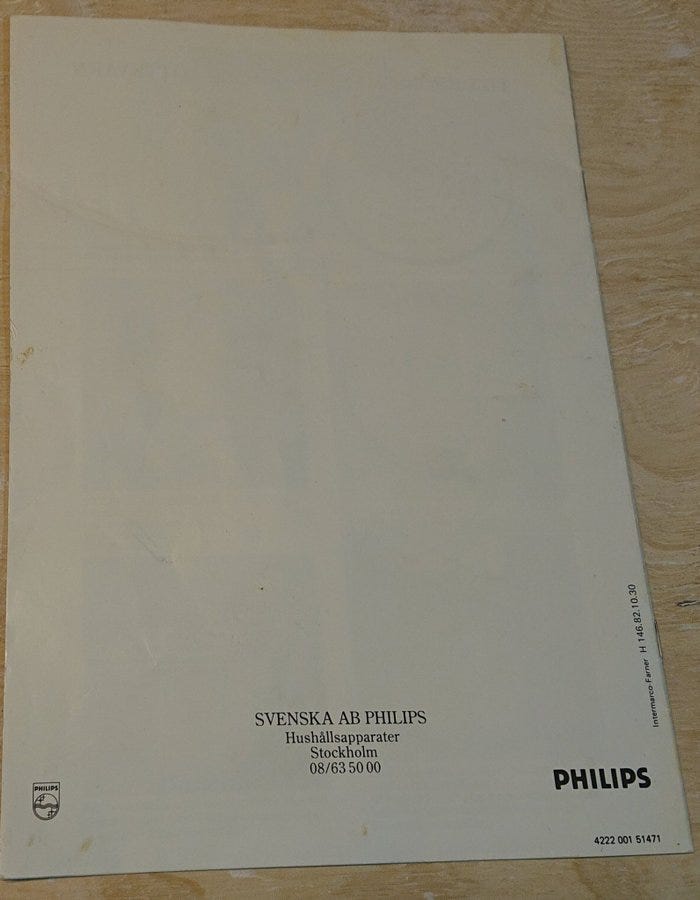 SVENSKA AB PHILIPS
Hushållsapparater
Stockholm
08/63 50 00
PHILIPS
PHILIPS
4222 001 51471
Intermarco-Farner H 146.82.10.30